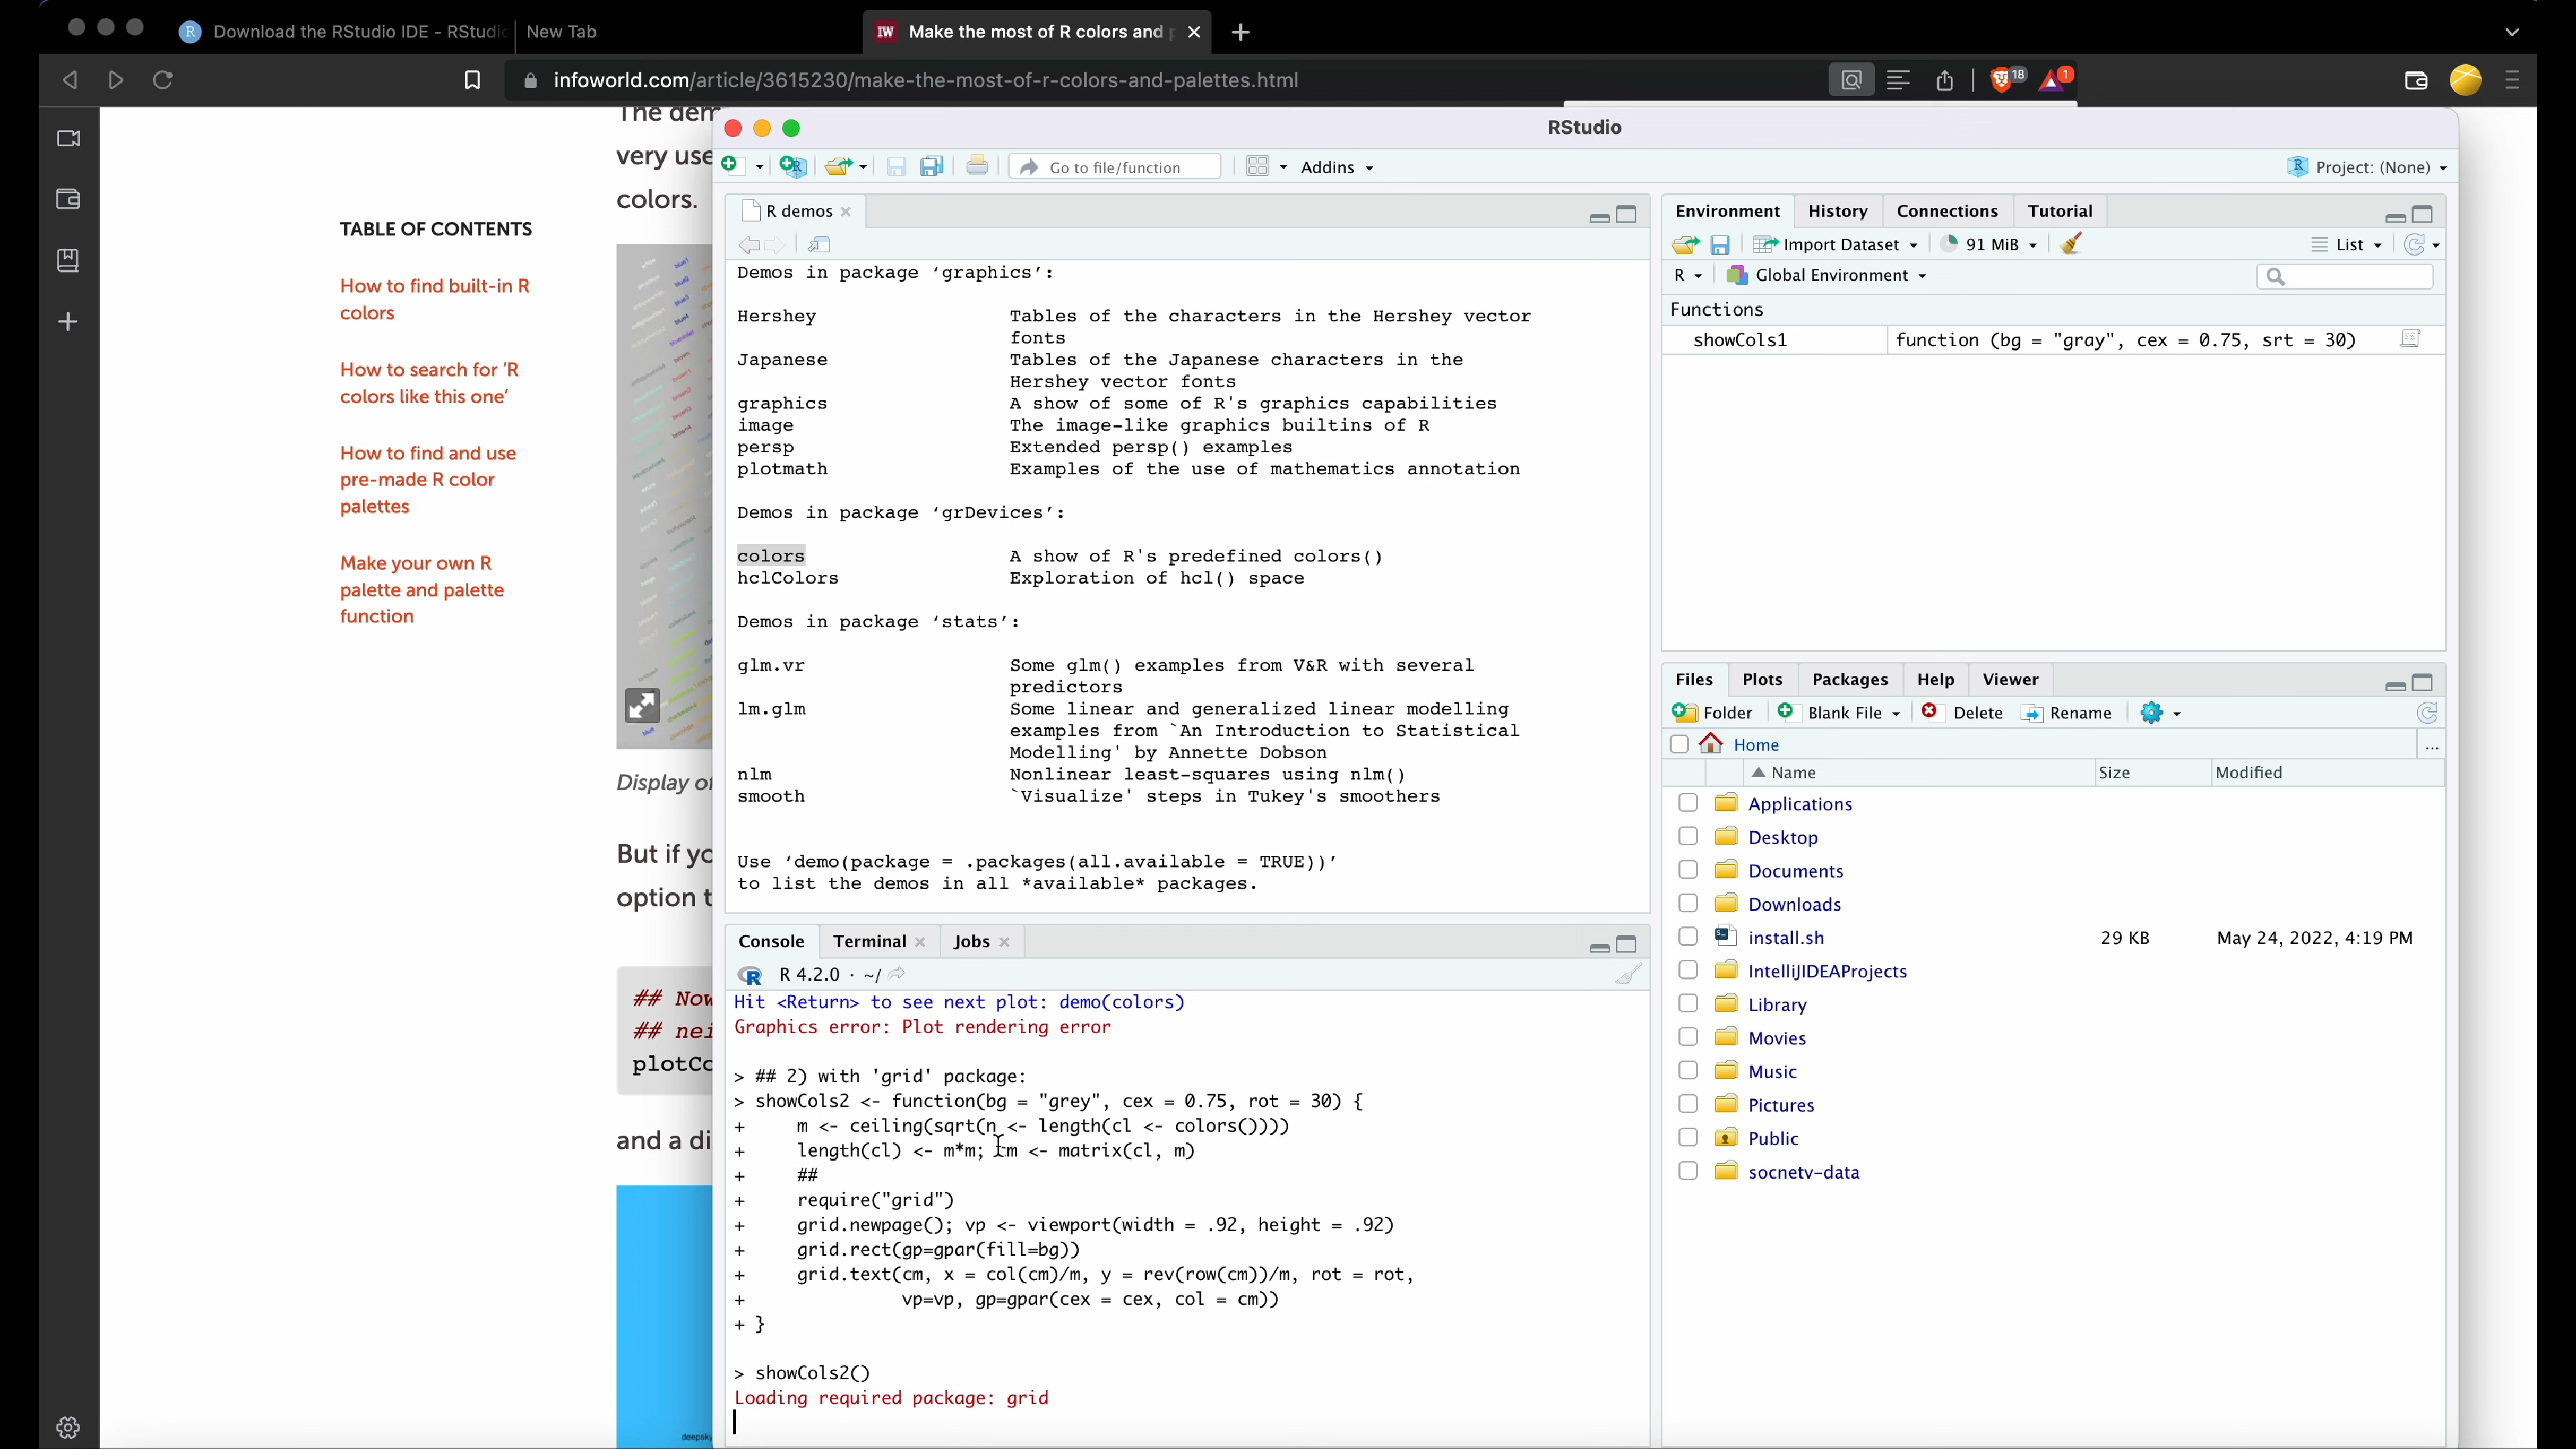 Download the RStudio IDE - RStudio
New Tab
IW Make the most of R colors and
infoworld.com/article/3615230/make-the-most-of-r-colors-and-palettes.html
18
1
The dem
very use
colors.
TABLE OF CONTENTS
How to find built-in R
colors
How to search for ‘R
colors like this one’
How to find and use
pre-made R color
palettes
Make your own R
palette and palette
function
Display of
But if yo
option t
## Now
## nei
plotCo
and a di
deepsky
RStudio
Go to file/function
Addins
Project: (None)
R demos
Demos in package ‘graphics’:
Hershey Tables of the characters in the Hershey vector
fonts
Japanese Tables of the Japanese characters in the
Hershey vector fonts
graphics A show of some of R's graphics capabilities
image The image-like graphics builtins of R
persp Extended persp() examples
plotmath Examples of the use of mathematics annotation
Demos in package ‘grDevices’:
colors A show of R's predefined colors()
hclColors Exploration of hcl() space
Demos in package ‘stats’:
glm.vr Some glm() examples from V&R with several
predictors
lm.glm Some linear and generalized linear modelling
examples from `An Introduction to Statistical
Modelling' by Annette Dobson
nlm Nonlinear least-squares using nlm()
smooth `Visualize' steps in Tukey's smoothers
Use ‘demo(package = .packages(all.available = TRUE))’
to list the demos in all *available* packages.
Console Terminal Jobs
R 4.2.0 · ~/
Hit <Return> to see next plot: demo(colors)
Graphics error: Plot rendering error
> ## 2) with 'grid' package:
> showCols2 <- function(bg = "grey", cex = 0.75, rot = 30) {
+ m <- ceiling(sqrt(n <- length(cl <- colors())))
+ length(cl) <- m*m; cm <- matrix(cl, m)
+ ##
+ require("grid")
+ grid.newpage(); vp <- viewport(width = .92, height = .92)
+ grid.rect(gp=gpar(fill=bg))
+ grid.text(cm, x = col(cm)/m, y = rev(row(cm))/m, rot = rot,
+ vp=vp, gp=gpar(cex = cex, col = cm))
+ }
> showCols2()
Loading required package: grid
Environment History Connections Tutorial
Import Dataset 91 MiB List
R Global Environment
Functions
showCols1 function (bg = "gray", cex = 0.75, srt = 30)
Files Plots Packages Help Viewer
Folder Blank File Delete Rename
Home ...
Name Size Modified
Applications
Desktop
Documents
Downloads
install.sh 29 KB May 24, 2022, 4:19 PM
IntellijIDEAProjects
Library
Movies
Music
Pictures
Public
socnetv-data